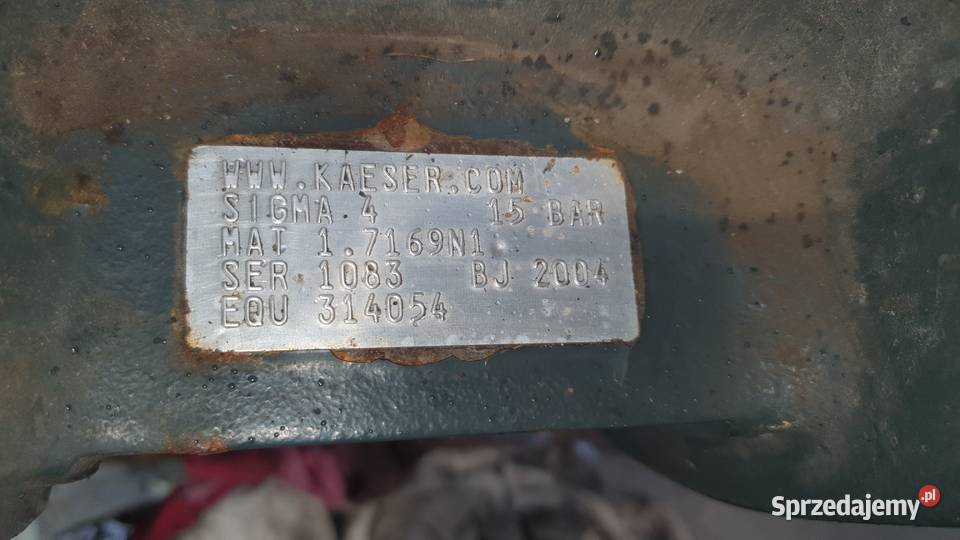 WWW.KAESER.COM
SIGMA 4 15 BAR
MAT 1.7169N1
SER 1083 BJ 2004
EQU 314054
Sprzedajemy .pl